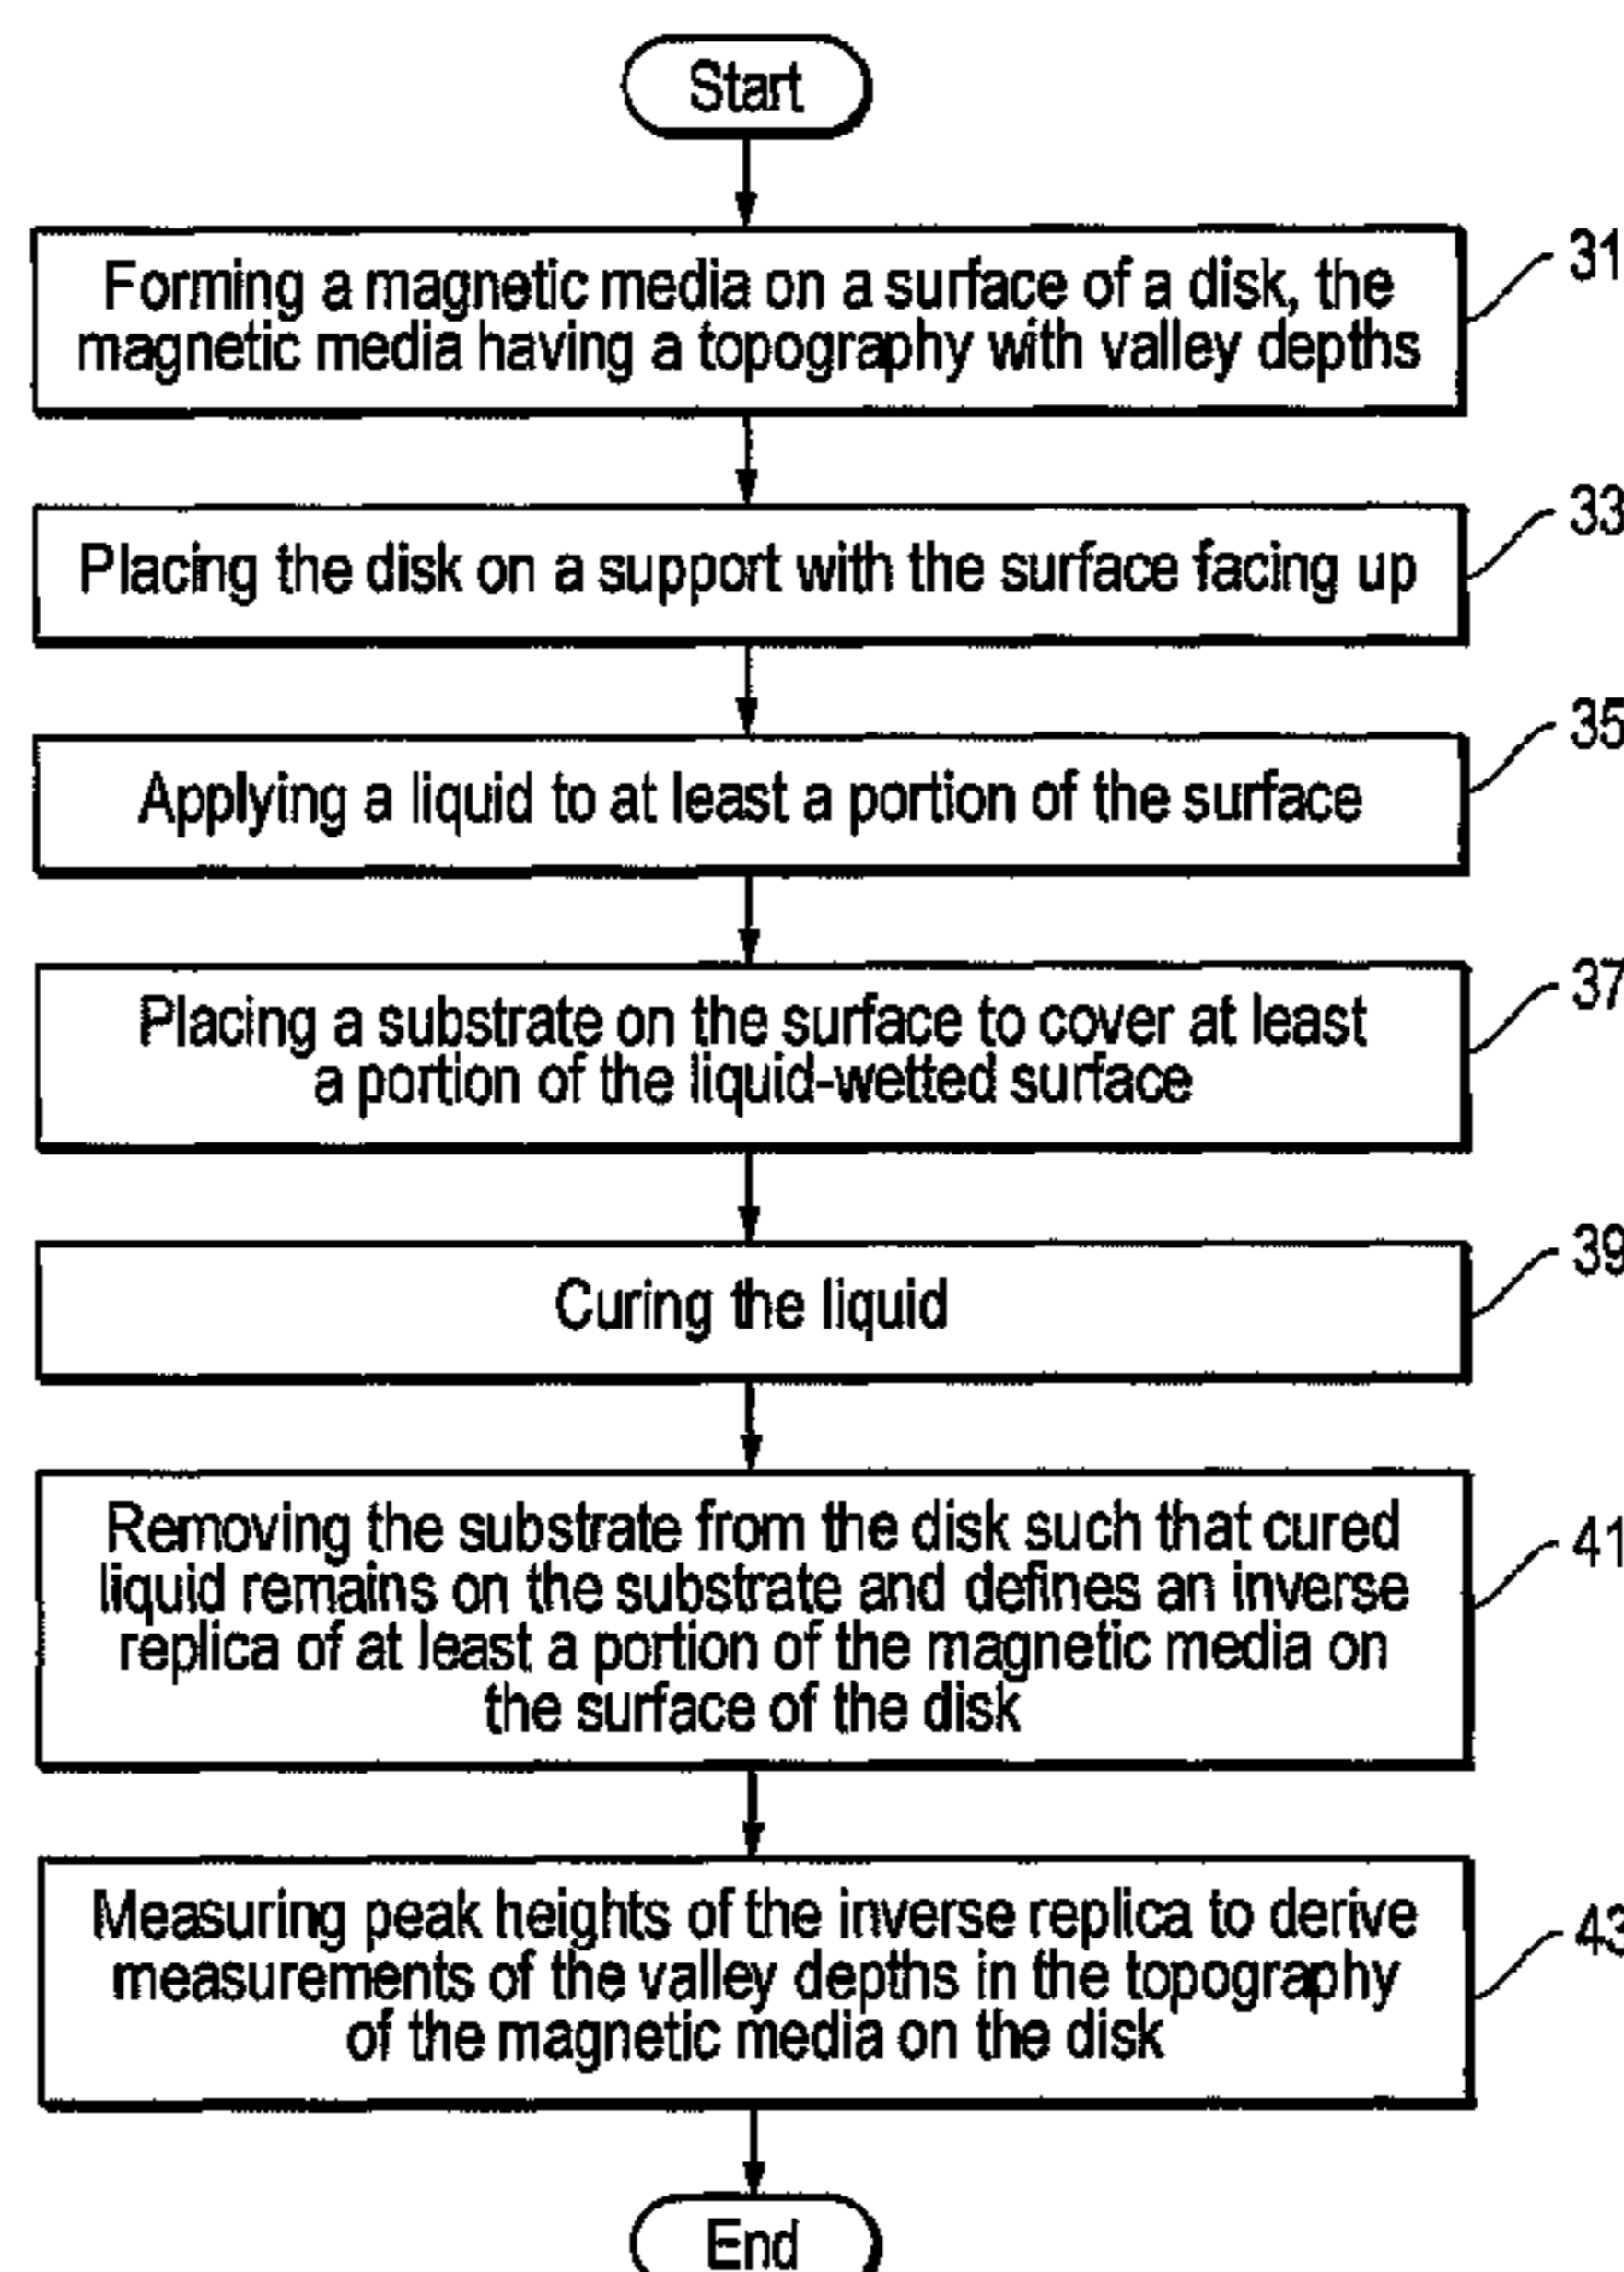 Start
Forming a magnetic media on a surface of a disk, the
magnetic media having a topography with valley depths
31
Placing the disk on a support with the surface facing up
33
Applying a liquid to at least a portion of the surface
35
Placing a substrate on the surface to cover at least
a portion of the liquid-wetted surface
37
Curing the liquid
39
Removing the substrate from the disk such that cured
liquid remains on the substrate and defines an inverse
replica of at least a portion of the magnetic media on
the surface of the disk
41
Measuring peak heights of the inverse replica to derive
measurements of the valley depths in the topography
of the magnetic media on the disk
43
End